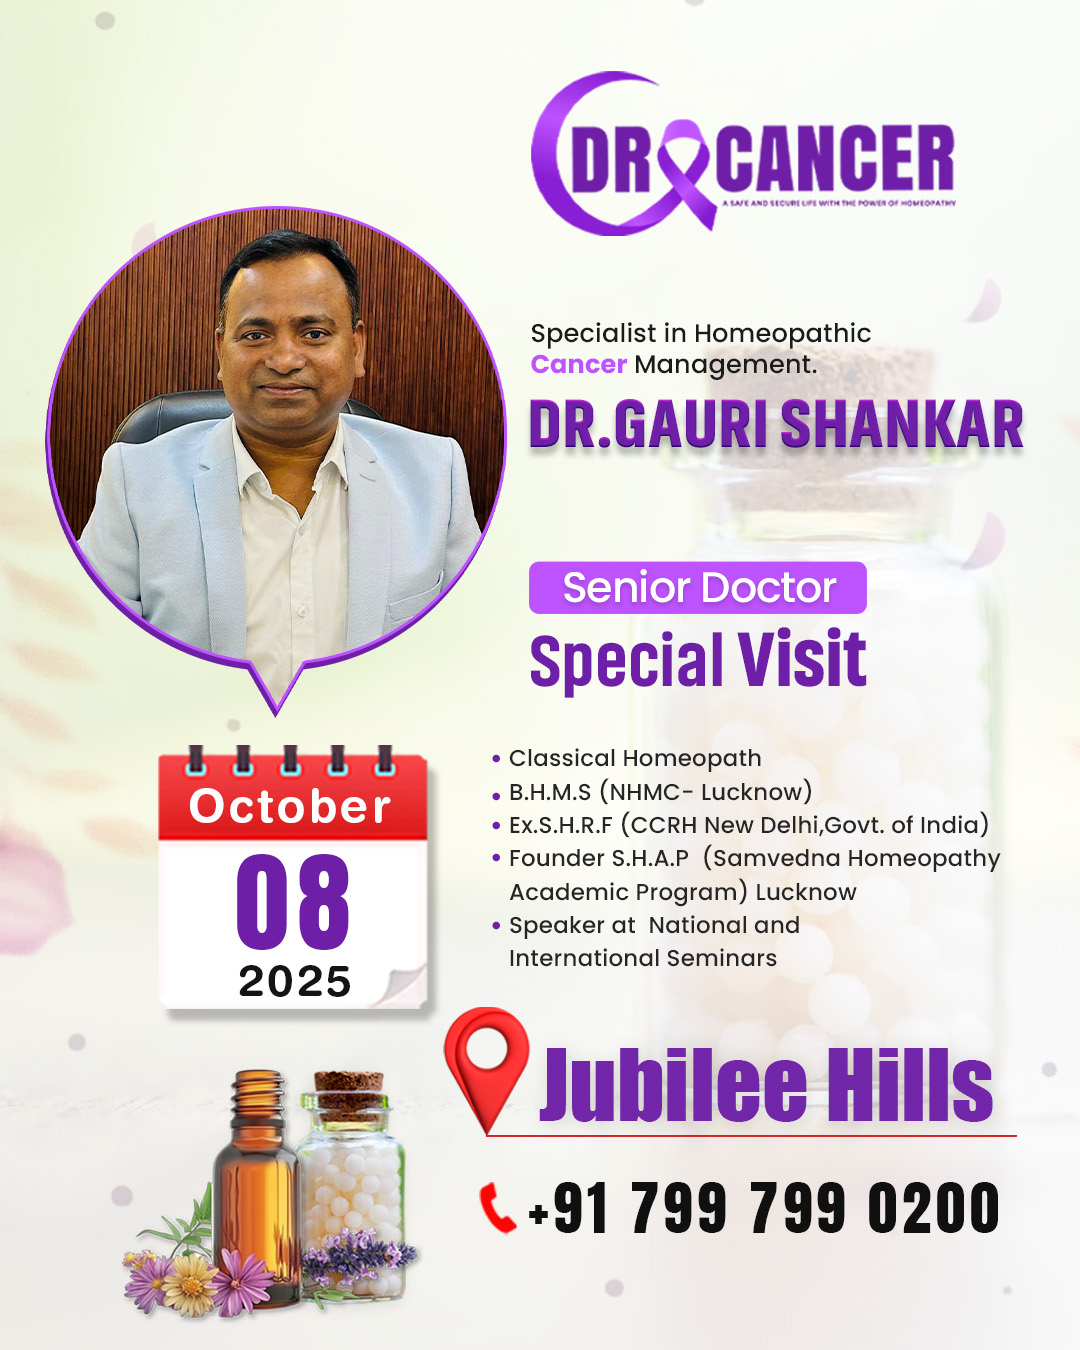 DR CANCER
A SAFE AND SECURE LIFE WITH THE POWER OF HOMEOPATHY
Specialist in Homeopathic
Cancer Management.
DR.GAURI SHANKAR
Senior Doctor
Special Visit
October
08
2025
• Classical Homeopath
• B.H.M.S (NHMC- Lucknow)
• Ex.S.H.R.F (CCRH New Delhi,Govt. of India)
• Founder S.H.A.P (Samvedna Homeopathy
Academic Program) Lucknow
• Speaker at National and
International Seminars
Jubilee Hills
+91 799 799 0200